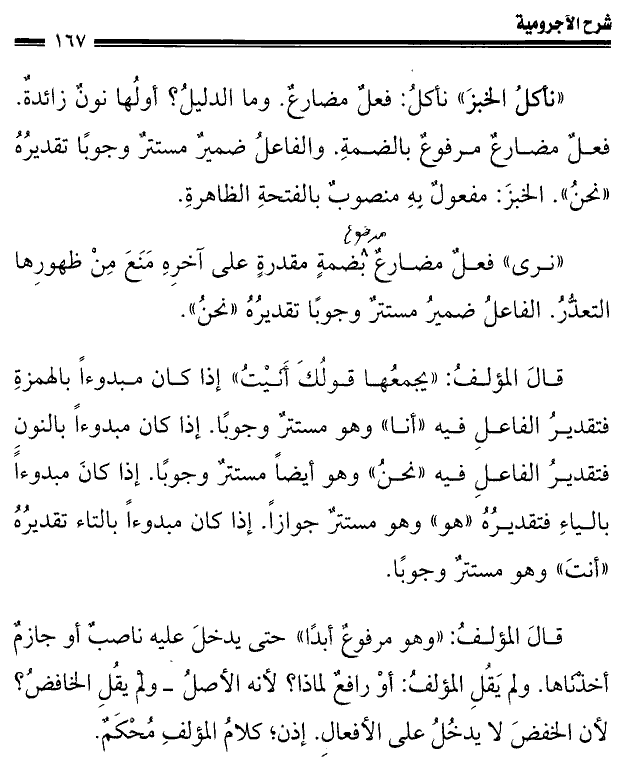 شرح الآجرومية
١٦٧
«نأكلُ الخبزَ» نأكلُ: فعلٌ مضارعٌ. وما الدليلُ؟ أولُها نونٌ زائدةٌ.
فعلٌ مضارعٌ مرفوعٌ بالضمةِ. والفاعلُ ضميرٌ مستترٌ وجوبًا تقديرُهُ
«نحنُ». الخبزَ: مفعولٌ بِهِ منصوبٌ بالفتحةِ الظاهرةِ.
مرفوع
«نرى» فعلٌ مضارعٌ بضمةٍ مقدرةٍ على آخرِهِ مَنَعَ مِنْ ظهورِها
التعذُّرُ. الفاعلُ ضميرُ مستترٌ وجوبًا تقديرُهُ «نحنُ».
قالَ المؤلفُ: «يجمعُها قولُكَ أَنَيْتُ» إذا كان مبدوءاً بالهمزةِ
فتقديرُ الفاعلِ فيه «أنا» وهو مستترٌ وجوبًا. إذا كان مبدوءاً بالنونِ
فتقديرُ الفاعلِ فيه «نحنُ» وهو أيضاً مستترٌ وجوبًا. إذا كانَ مبدوءاً
بالياءِ فتقديرُهُ «هو» وهو مستترٌ جوازاً. إذا كان مبدوءاً بالتاء تقديرُهُ
«أنتَ» وهو مستترٌ وجوبًا.
قالَ المؤلفُ: «وهو مرفوعٌ أبدًا» حتى يدخلَ عليه ناصبٌ أو جازمٌ
أخذْنَاها. ولم يَقُلِ المؤلفُ: أوْ رافعٌ لماذا؟ لأنه الأصلُ ـ ولمْ يقُلِ الخافضُ؟
لأن الخفضَ لا يدخُلُ على الأفعالِ. إذن؛ كلامُ المؤلفِ مُحْكَمٌ.